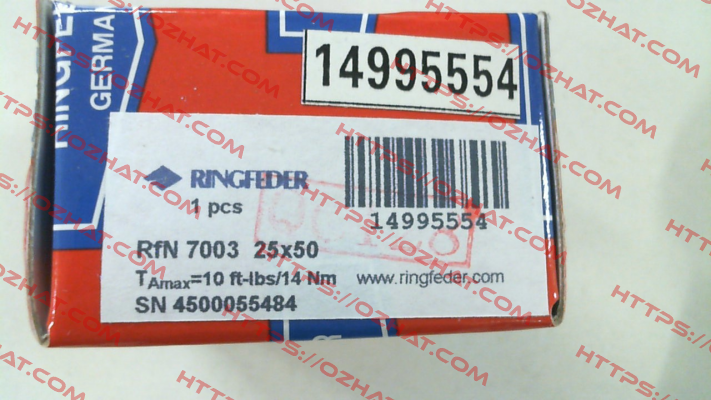 GERMA
14995554
RINGFEDER
1 pcs
14995554
RfN 7003 25x50
TAmax=10 ft-lbs/14 Nm www.ringfeder.com
SN 4500055484
HTTPS://OZHAT.COM